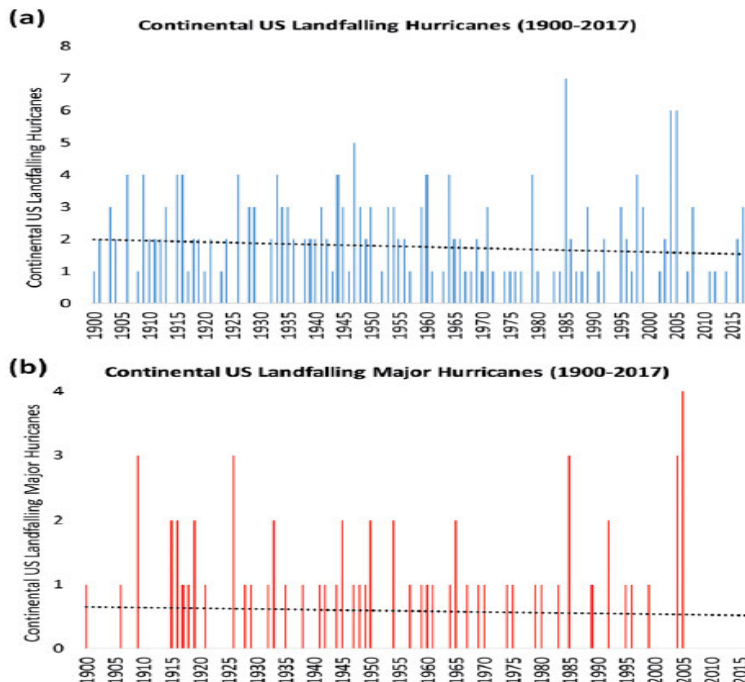 (a)
Continental US Landfalling Hurricanes (1900-2017)
Continental US Landfalling Huricanes
8
7
6
5
4
3
2
1
0
1900 1905 1910 1915 1920 1925 1930 1935 1940 1945 1950 1955 1960 1965 1970 1975 1980 1985 1990 1995 2000 2005 2010 2015
(b)
Continental US Landfalling Major Hurricanes (1900-2017)
Continental US Landfalling Major Huricanes
4
3
2
1
0
1900 1905 1910 1915 1920 1925 1930 1935 1940 1945 1950 1955 1960 1965 1970 1975 1980 1985 1990 1995 2000 2005 2010 2015